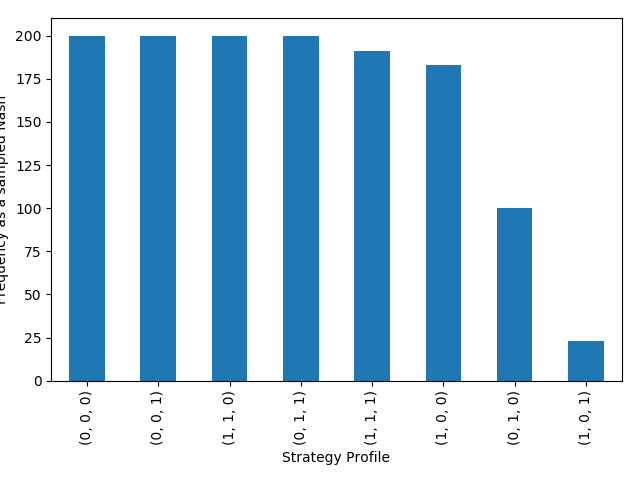 Frequency as a sampled Nash
200
175
150
125
100
75
50
25
0
(0, 0, 0)
(0, 0, 1)
(1, 1, 0)
(0, 1, 1)
(1, 1, 1)
(1, 0, 0)
(0, 1, 0)
(1, 0, 1)
Strategy Profile